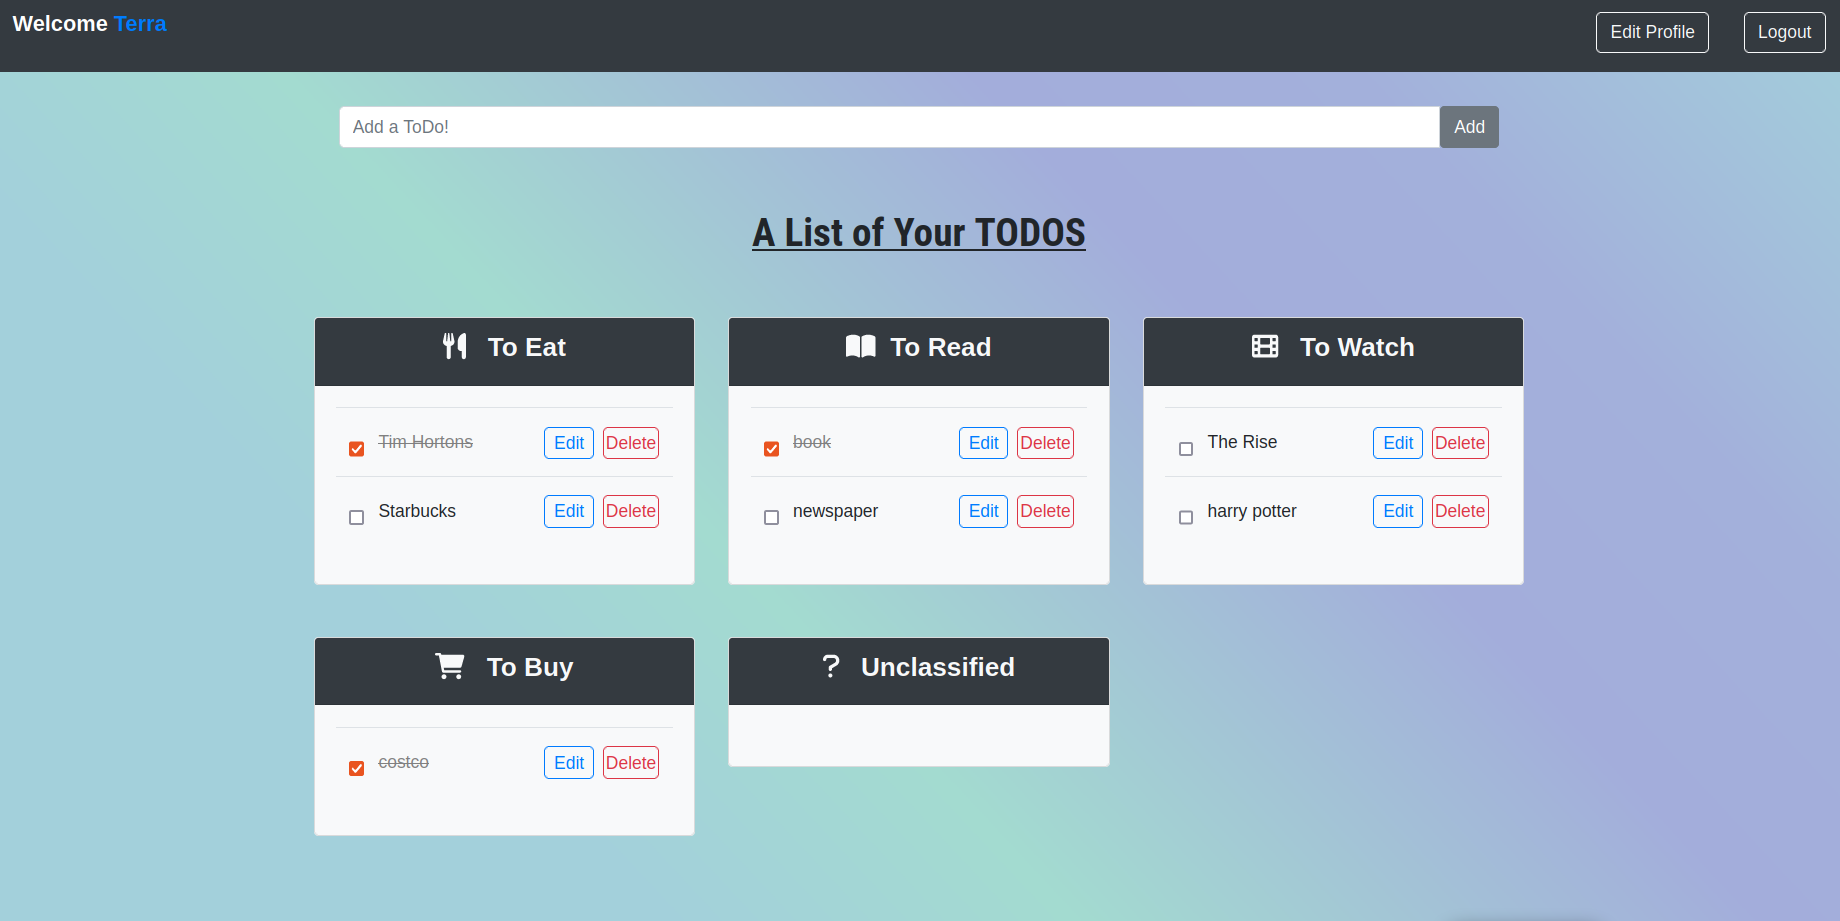 Welcome Terra
Edit Profile
Logout
Add a ToDo!
Add
A List of Your TODOS
To Eat
Tim Hortons
Edit
Delete
Starbucks
Edit
Delete
To Read
book
Edit
Delete
newspaper
Edit
Delete
To Watch
The Rise
Edit
Delete
harry potter
Edit
Delete
To Buy
costco
Edit
Delete
? Unclassified